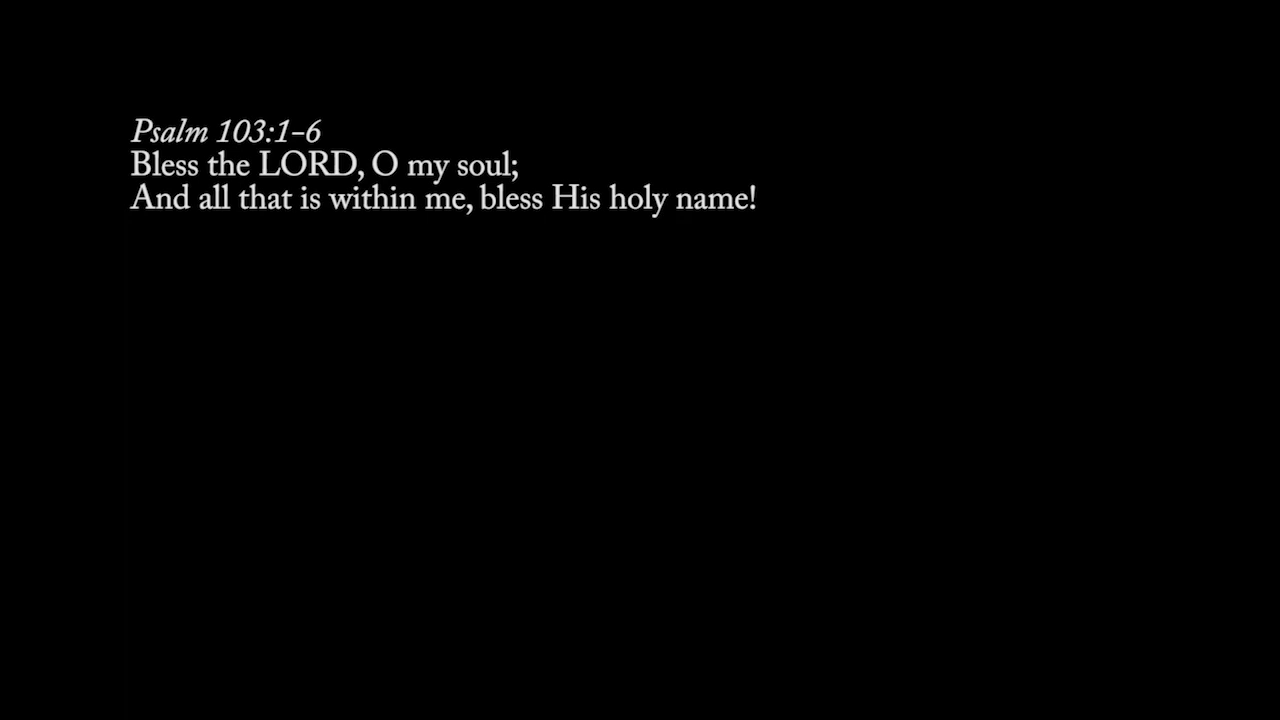 Psalm 103:1-6
Bless the LORD, O my soul;
And all that is within me, bless His holy name!